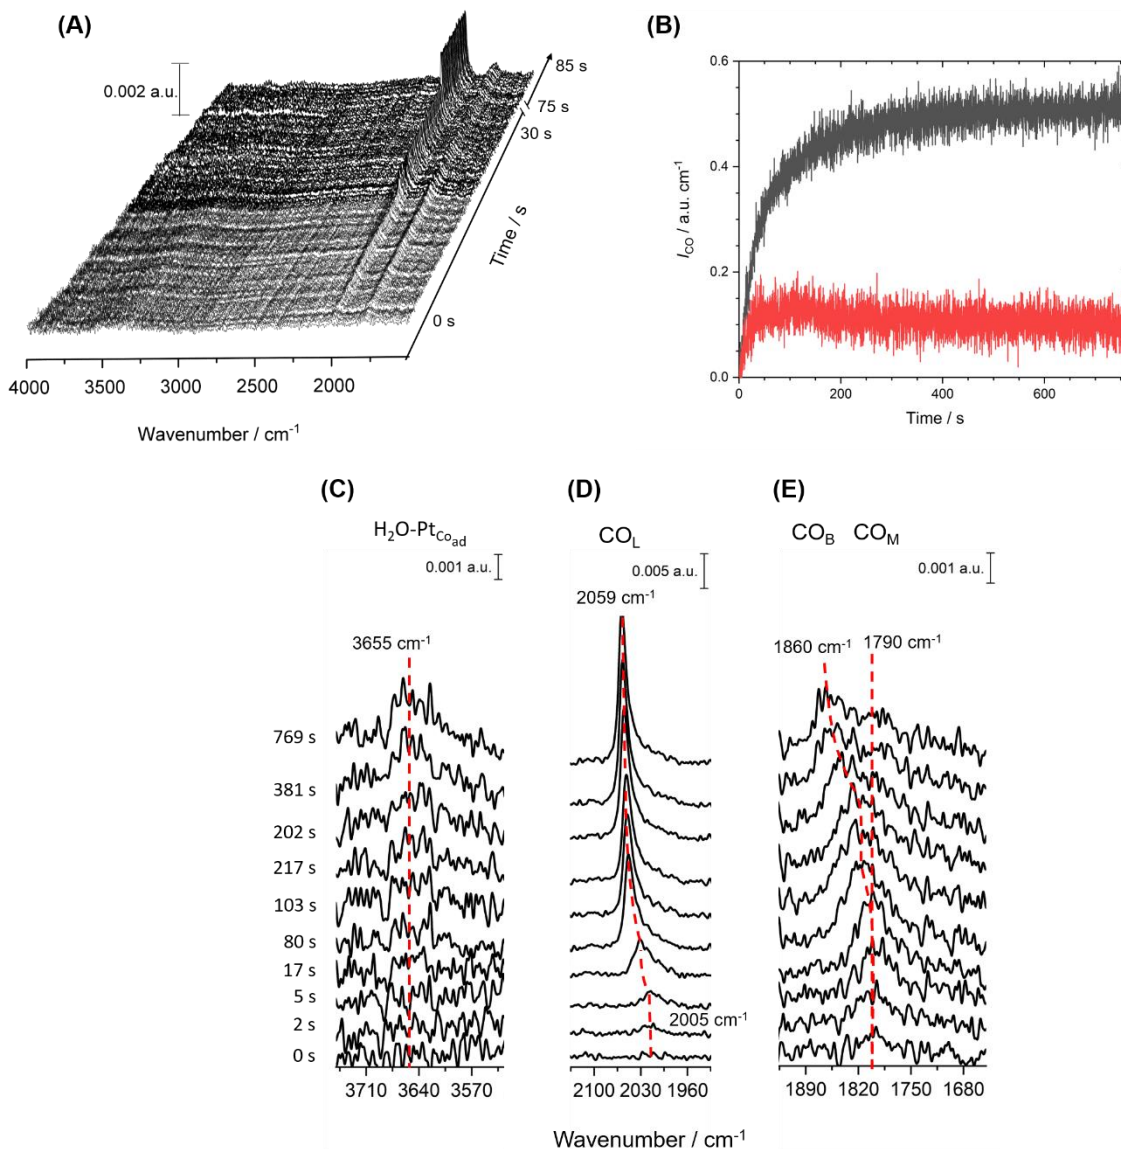 (A)
0.002 a.u.
85 s
75 s
30 s
0 s
Time / s
4000 3500 3000 2500 2000
Wavenumber / cm⁻¹
(B)
0.6
0.4
0.2
0.0
I_CO / a.u. cm⁻¹
0 200 400 600
Time / s
(C)
H₂O-Pt_Co_ad
0.001 a.u.
3655 cm⁻¹
769 s
381 s
202 s
217 s
103 s
80 s
17 s
5 s
2 s
0 s
3710 3640 3570
(D)
CO_L
0.005 a.u.
2059 cm⁻¹
2005 cm⁻¹
2100 2030 1960
(E)
CO_B CO_M
0.001 a.u.
1860 cm⁻¹ 1790 cm⁻¹
1890 1820 1750 1680
Wavenumber / cm⁻¹